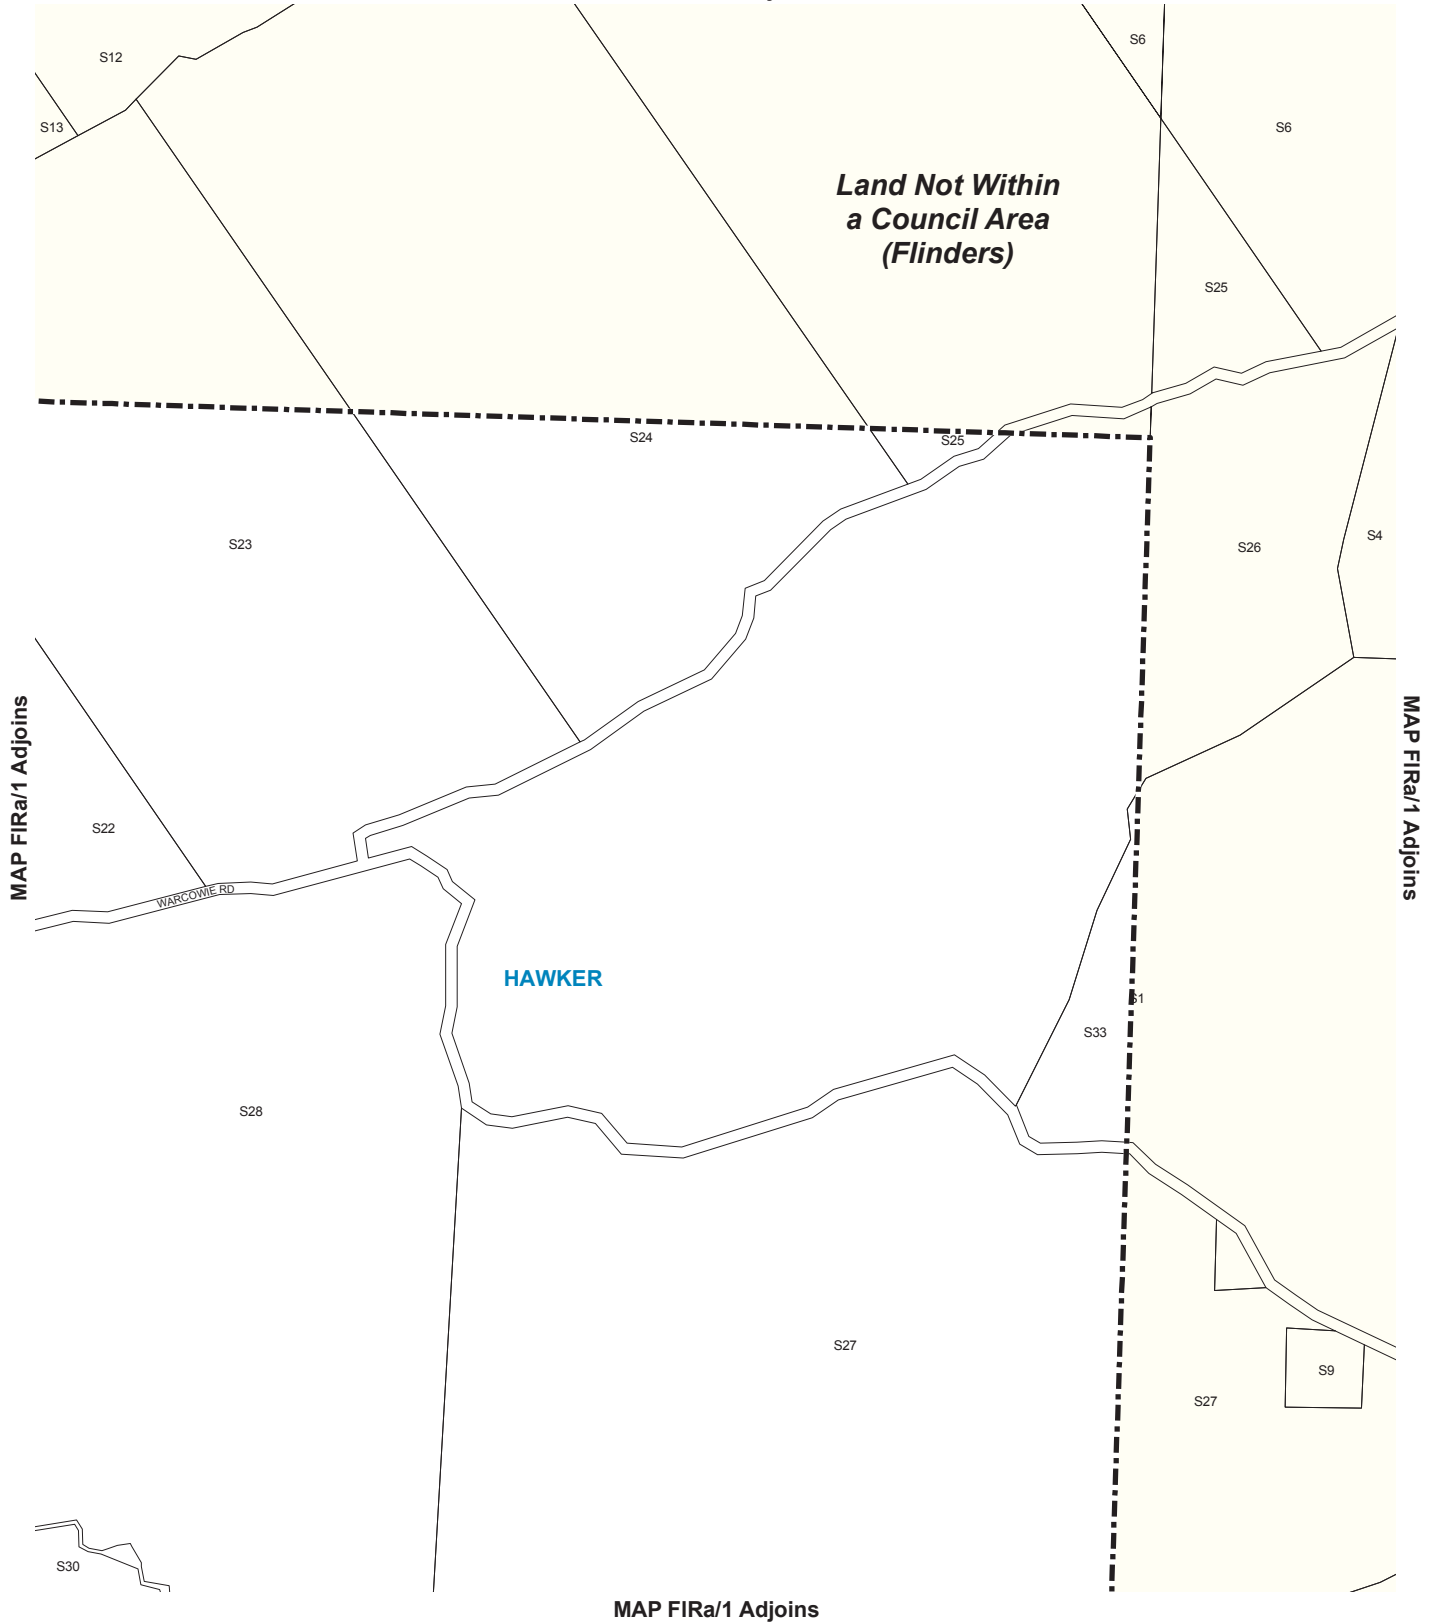 S12
S6
S13
S6
Land Not Within
a Council Area
(Flinders)
S25
S24
S25
S23
S26
S4
MAP FIRa/1 Adjoins
MAP FIRa/1 Adjoins
S22
WARCOWIE RD
HAWKER
S1
S33
S28
S27
S9
S27
S30
MAP FIRa/1 Adjoins